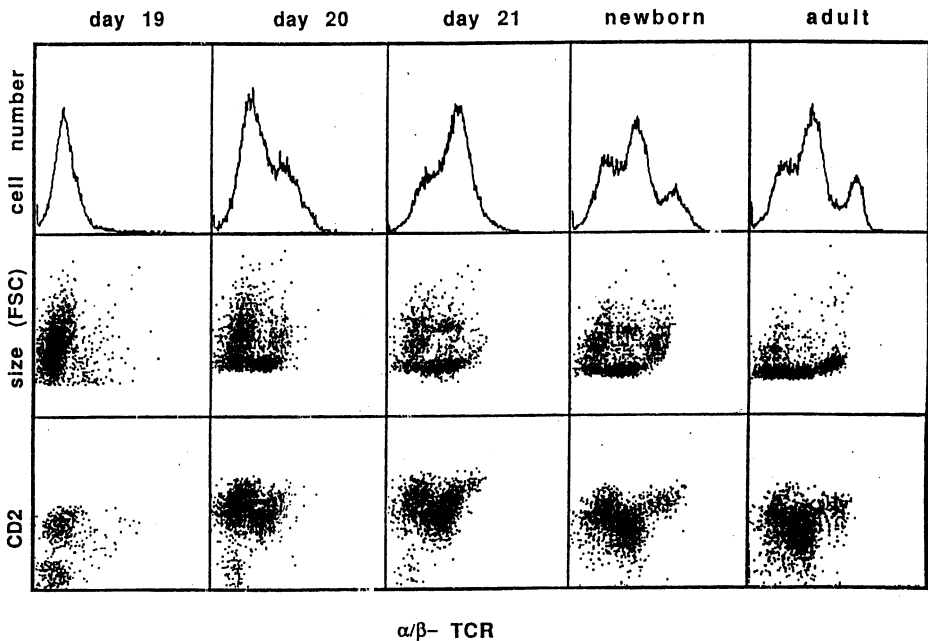 day 19 day 20 day 21 newborn adult
cell number
size (FSC)
CD2
α/β- TCR